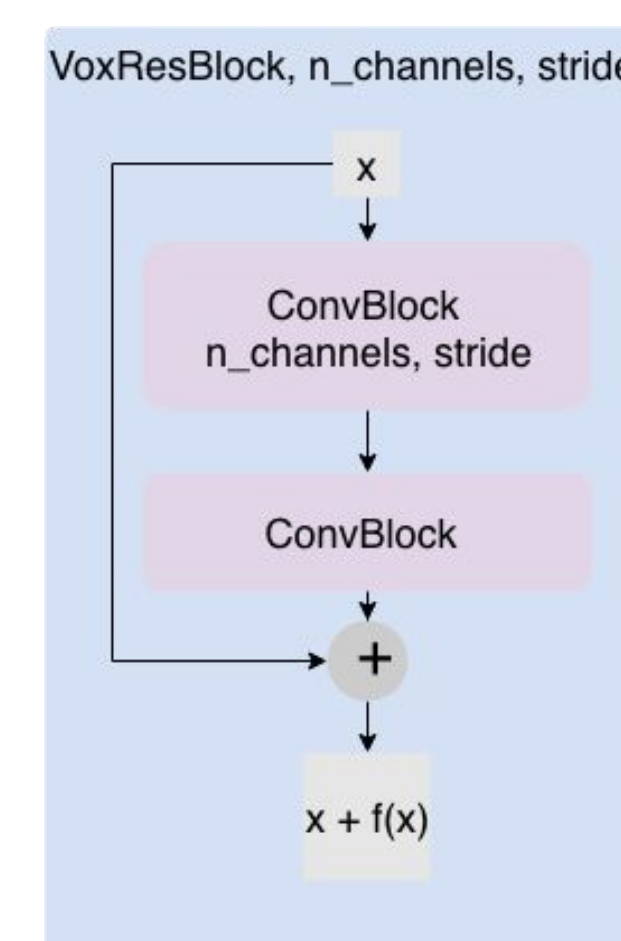 VoxResBlock, n_channels, stride
x
ConvBlock
n_channels, stride
ConvBlock
+
x + f(x)